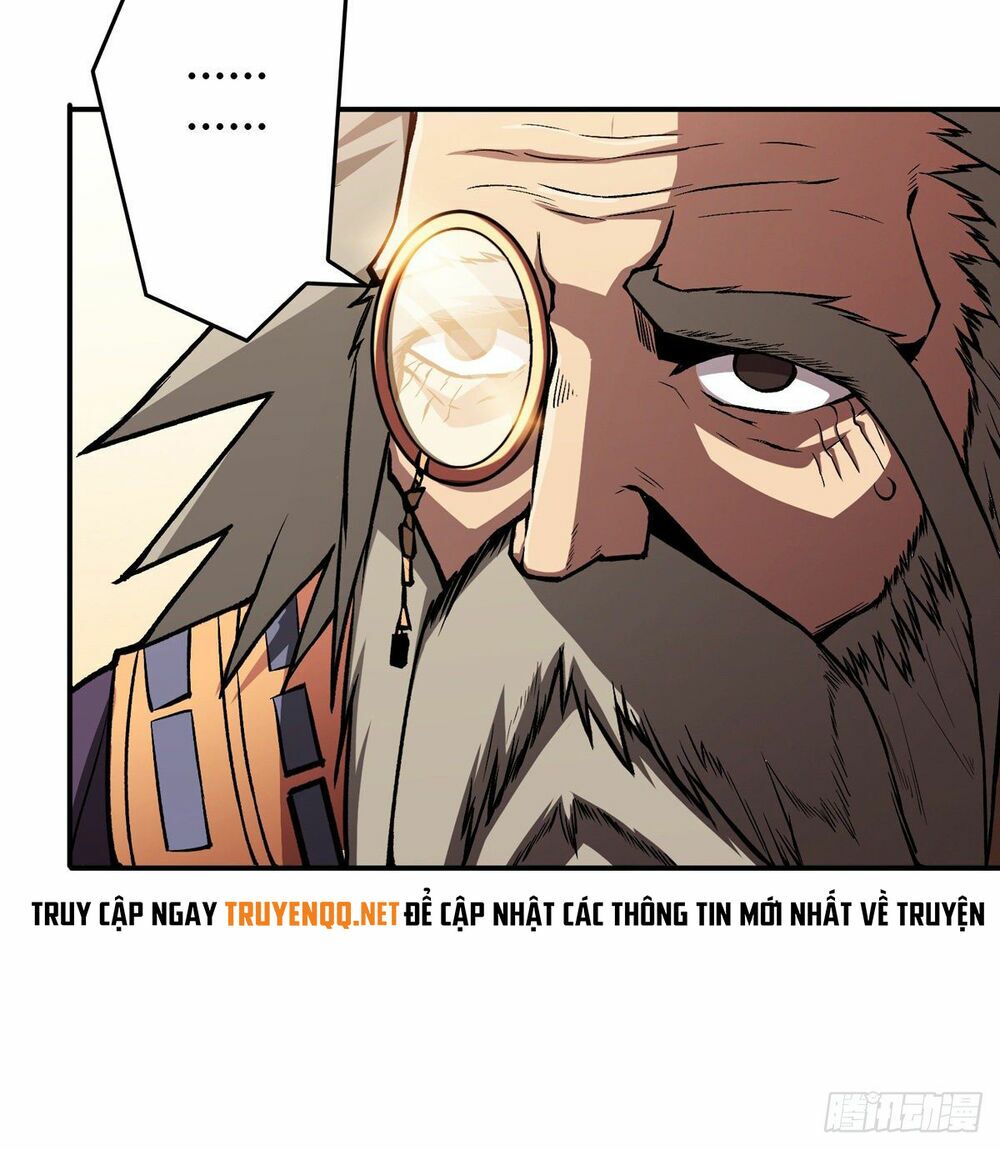 ......
......
TRUY CẬP NGAY TRUYENQQ.NET ĐỂ CẬP NHẬT CÁC THÔNG TIN MỚI NHẤT VỀ TRUYỆN
腾讯动漫